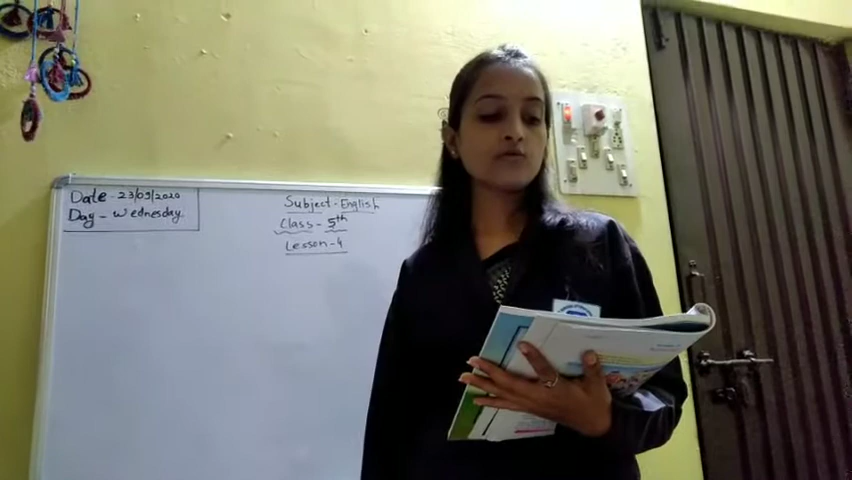 Date - 23/09/2020
Day - Wednesday.
Subject - English
Class - 5th
Lesson - 4